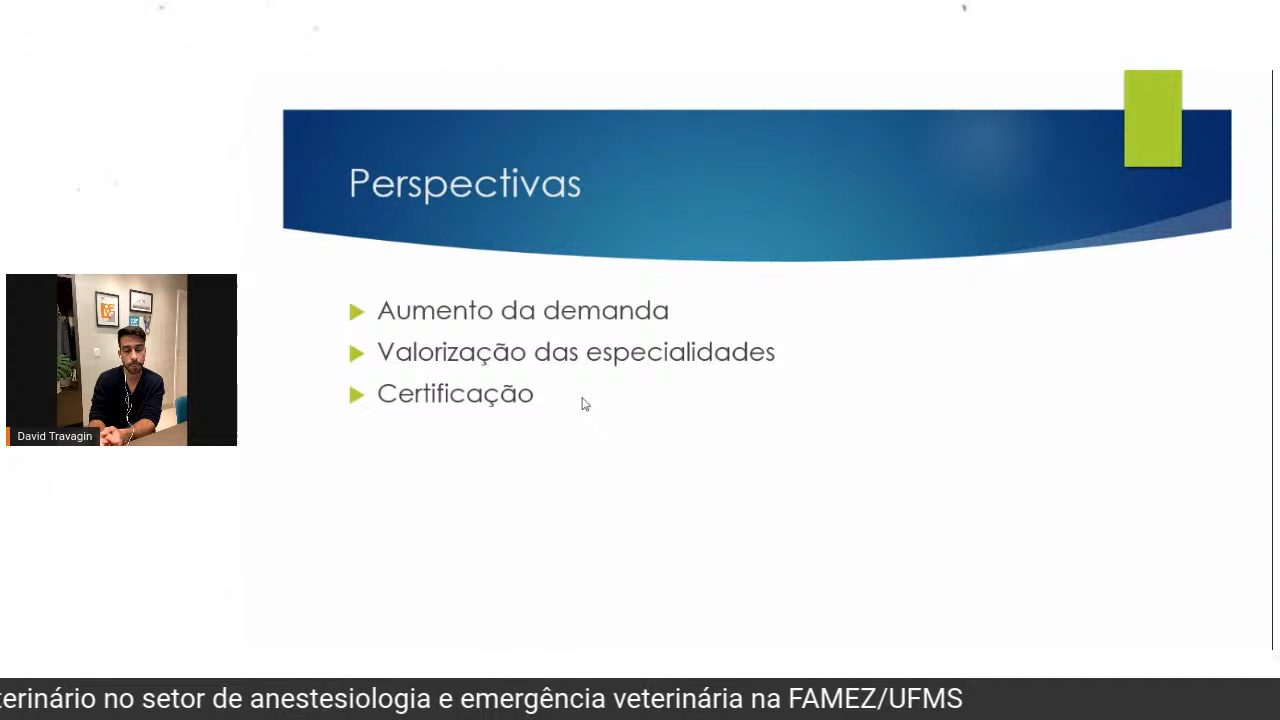 Perspectivas
Aumento da demanda
Valorização das especialidades
Certificação
David Travagin
terinário no setor de anestesiologia e emergência veterinária na FAMEZ/UFMS